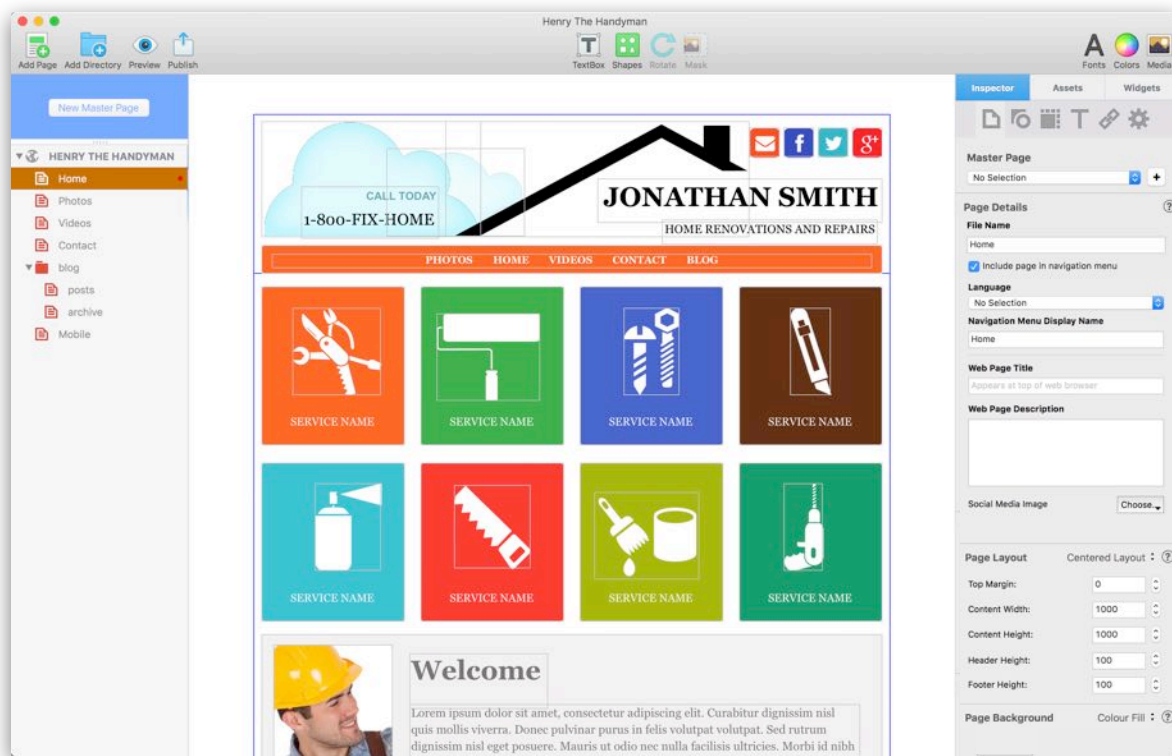 Henry The Handyman
Add Page Add Directory Preview Publish
TextBox Shapes Rotate Mask
Fonts Colors Media
New Master Page
HENRY THE HANDYMAN
Home
Photos
Videos
Contact
blog
posts
archive
Mobile
CALL TODAY
1-800-FIX-HOME
f
g+
JONATHAN SMITH
HOME RENOVATIONS AND REPAIRS
PHOTOS HOME VIDEOS CONTACT BLOG
SERVICE NAME SERVICE NAME SERVICE NAME SERVICE NAME
SERVICE NAME SERVICE NAME SERVICE NAME SERVICE NAME
Welcome
Lorem ipsum dolor sit amet, consectetur adipiscing elit. Curabitur dignissim nisl
quis mollis viverra. Donec pulvinar purus in felis volutpat volutpat. Sed rutrum
dignissim nisl eget posuere. Mauris ut odio nec nulla facilisis ultricies. Morbi id nibh
Inspector Assets Widgets
Master Page
No Selection
+
Page Details ?
File Name
Home
Include page in navigation menu
Language
No Selection
Navigation Menu Display Name
Home
Web Page Title
Appears at top of web browser
Web Page Description
Social Media Image Choose...
Page Layout Centered Layout ?
Top Margin: 0
Content Width: 1000
Content Height: 1000
Header Height: 100
Footer Height: 100
Page Background Colour Fill ?